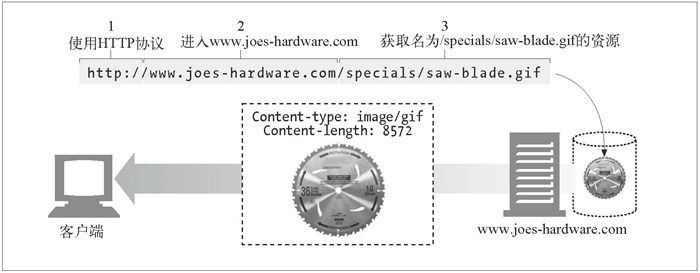 1
使用HTTP协议
2
进入www.joes-hardware.com
3
获取名为/specials/saw-blade.gif的资源
http://www.joes-hardware.com/specials/saw-blade.gif
Content-type: image/gif
Content-length: 8572
36
10"
客户端
www.joes-hardware.com